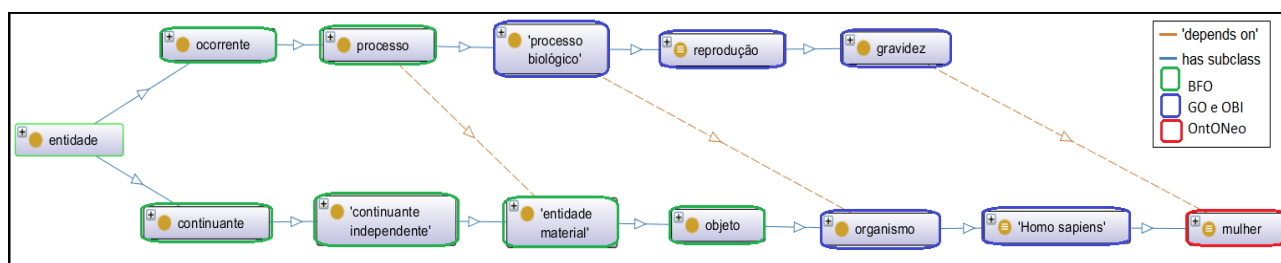 ocorrente
processo
'processo
biológico'
reprodução
gravidez
'depends on'
has subclass
BFO
GO e OBI
OntONeo
entidade
continuante
'continuante
independente'
'entidade
material'
objeto
organismo
'Homo sapiens'
mulher